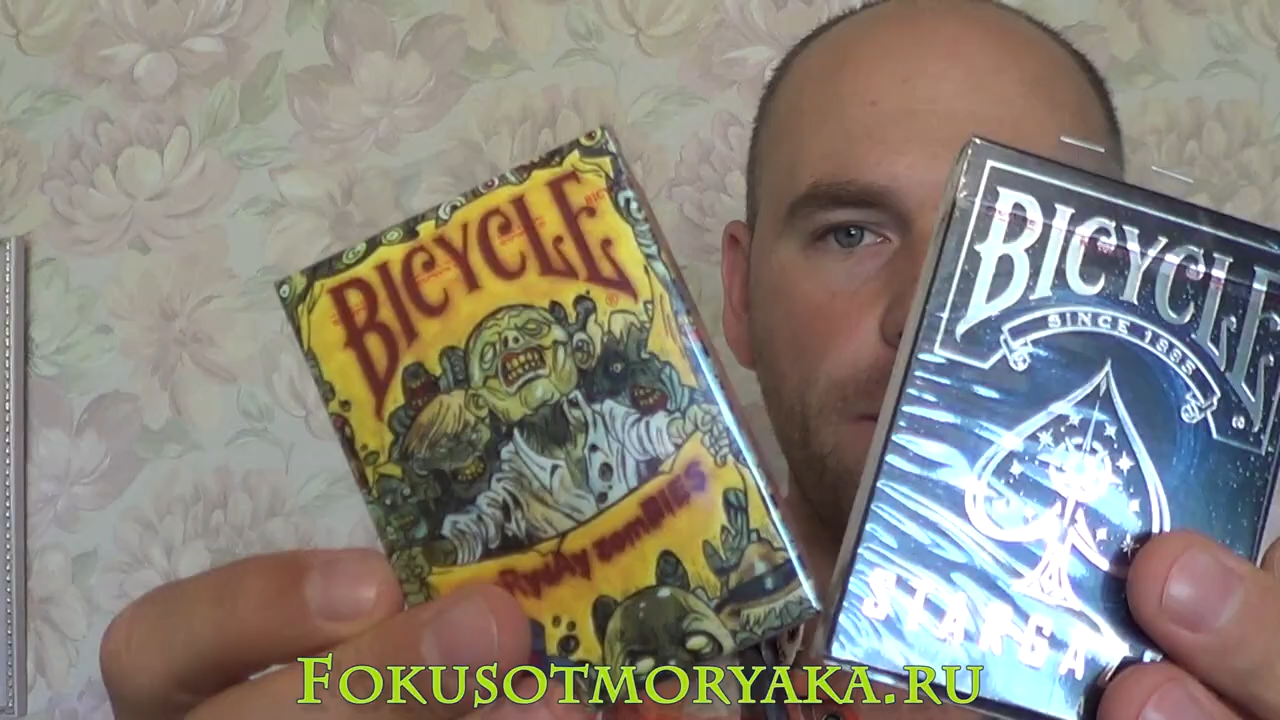 BICYCLE
®
BICYCLE
®
SINCE 1885
zombies
FOKUSOTMORYAKA.RU